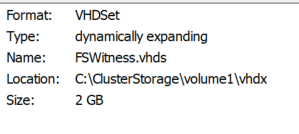 Format: VHDSet
Type: dynamically expanding
Name: FSWitness.vhds
Location: C:\ClusterStorage\volume1\vhdx
Size: 2 GB